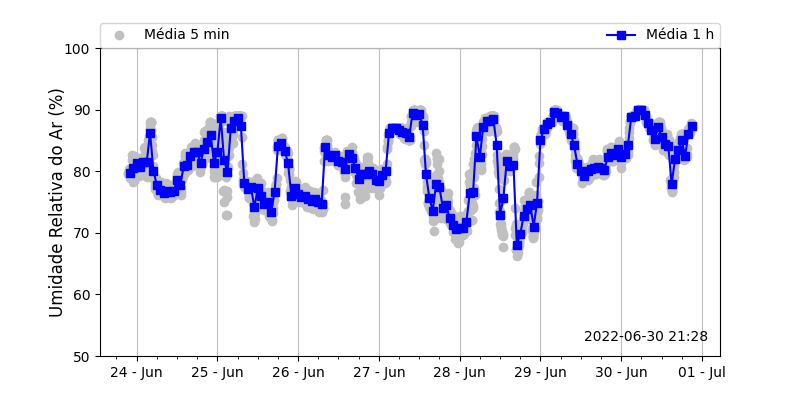 Média 5 min
Média 1 h
Umidade Relativa do Ar (%)
100
90
80
70
60
50
2022-06-30 21:28
24 - Jun
25 - Jun
26 - Jun
27 - Jun
28 - Jun
29 - Jun
30 - Jun
01 - Jul